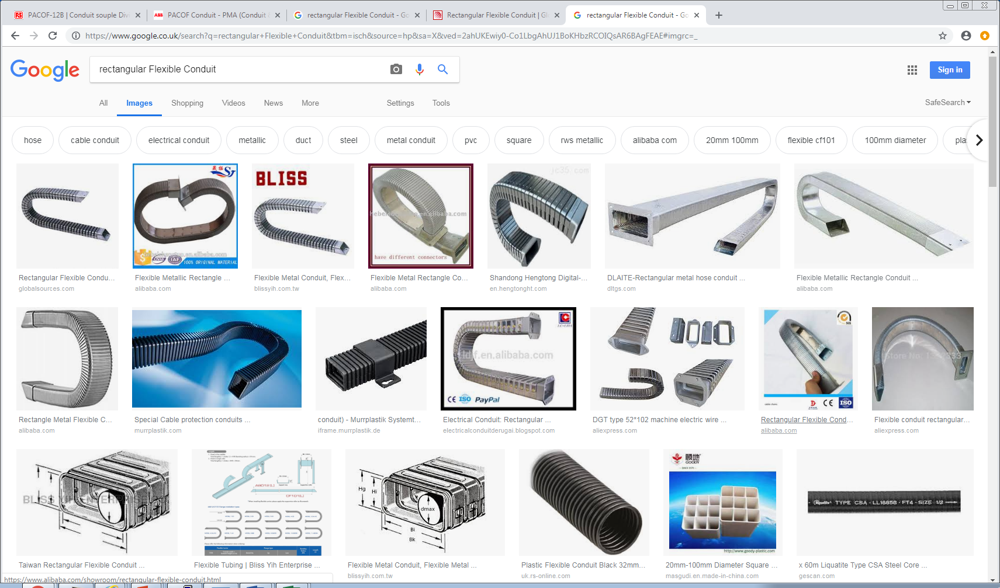 PACOF-12B | Conduit souple Div
PACOF Conduit - PMA (Conduit
rectangular Flexible Conduit - Go
Rectangular Flexible Conduit | Gl
rectangular Flexible Conduit - Go
https://www.google.co.uk/search?q=rectangular+Flexible+Conduit&tbm=isch&source=hp&sa=X&ved=2ahUKEwiy0-Co1LbgAhUJ1BoKHbzRCOIQsAR6BAgFEAE#imgrc=_
Google
rectangular Flexible Conduit
Sign in
All Images Shopping Videos News More Settings Tools
SafeSearch
hose cable conduit electrical conduit metallic duct steel metal conduit pvc square rws metallic alibaba com 20mm 100mm flexible cf101 100mm diameter pla
BLISS
jc35.com
hebeishengtop.en.alibaba.com
100% ORIGINAL MATERIAL
have different connectors
Rectangular Flexible Condu...
globalsources.com
Flexible Metallic Rectangle ...
alibaba.com
Flexible Metal Conduit, Flex...
blissyih.com.tw
Flexible Metal Rectangle Co...
alibaba.com
Shandong Hengtong Digital-...
en.hengtonght.com
DLAITE-Rectangular metal hose conduit ...
dltgs.com
Flexible Metallic Rectangle Conduit ...
alibaba.com
ldjf.en.alibaba.com
CE ISO PayPal
SGS
CE ISO
Rectangle Metal Flexible C...
alibaba.com
Special Cable protection conduits ...
murrplastik.com
conduit) - Murrplastik Systemt...
iframe.murrplastik.de
Electrical Conduit: Rectangular ...
electricalconduitderugai.blogspot.com
DGT type 52*102 machine electric wire ...
aliexpress.com
Rectangular Flexible Cond...
alibaba.com
Flexible conduit rectangular...
aliexpress.com
BLISS YIH ENTERPRISE
Hg Hi dmax
Bi
Bk
顾地
GOODY
http://www.goody-plastic.com
Liquatite TYPE CSA - LL18858 - FT4 - SIZE 1/2
Taiwan Rectangular Flexible Conduit ...
Flexible Tubing | Bliss Yih Enterprise ...
Flexible Metal Conduit, Flexible Metal ...
blissyih.com.tw
Plastic Flexible Conduit Black 32mm...
uk.rs-online.com
20mm-100mm Diameter Square ...
masgudi.en.made-in-china.com
x 60m Liquatite Type CSA Steel Core ...
gescan.com
https://www.alibaba.com/showroom/rectangular-flexible-conduit.html